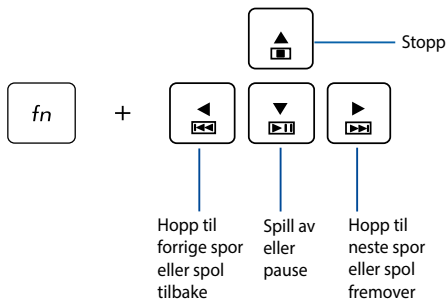 Stopp
fn
+
Hopp til
forrige spor
eller spol
tilbake
Spill av
eller
pause
Hopp til
neste spor
eller spol
fremover